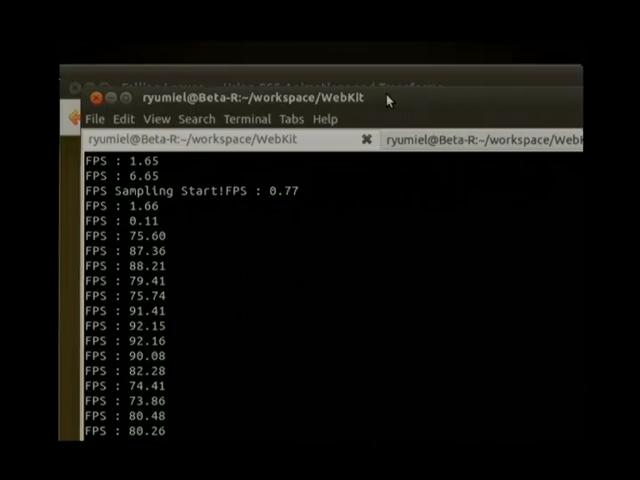 ryumiel@Beta-R:~/workspace/WebKit
File Edit View Search Terminal Tabs Help
ryumiel@Beta-R:~/workspace/WebKit ryumiel@Beta-R:~/workspace/WebK
FPS : 1.65
FPS : 6.65
FPS Sampling Start!FPS : 0.77
FPS : 1.66
FPS : 0.11
FPS : 75.60
FPS : 87.36
FPS : 88.21
FPS : 79.41
FPS : 75.74
FPS : 91.41
FPS : 92.15
FPS : 92.16
FPS : 90.08
FPS : 82.28
FPS : 74.41
FPS : 73.86
FPS : 80.48
FPS : 80.26